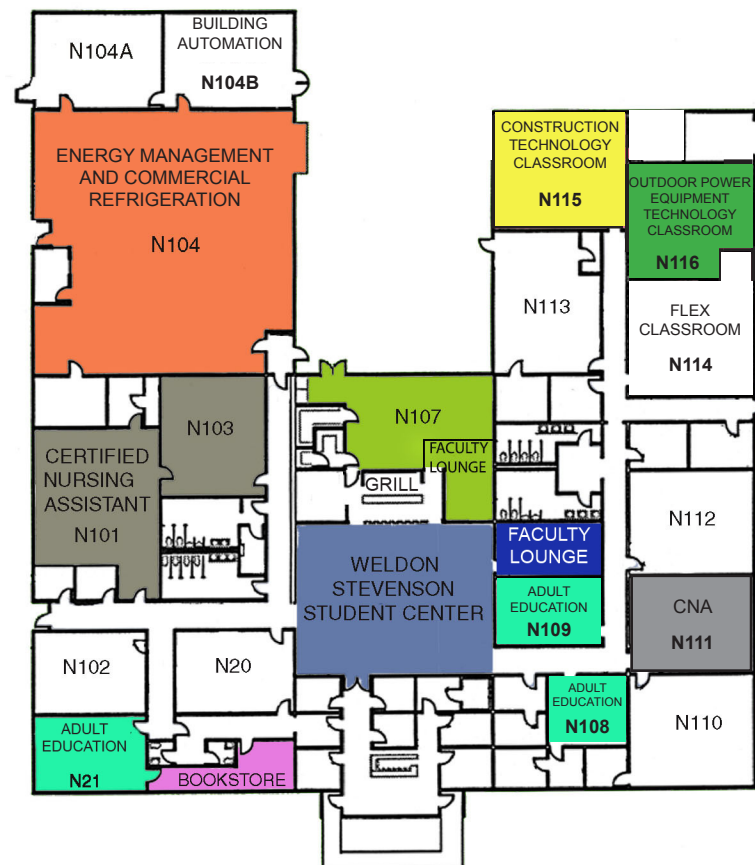 N104A
BUILDING
AUTOMATION
N104B
ENERGY MANAGEMENT
AND COMMERCIAL
REFRIGERATION
N104
CONSTRUCTION
TECHNOLOGY
CLASSROOM
N115
OUTDOOR POWER
EQUIPMENT
TECHNOLOGY
CLASSROOM
N116
N113
FLEX
CLASSROOM
N114
N103
N107
FACULTY
LOUNGE
CERTIFIED
NURSING
ASSISTANT
N101
GRILL
N112
FACULTY
LOUNGE
WELDON
STEVENSON
STUDENT CENTER
ADULT
EDUCATION
N109
CNA
N111
N102
N20
ADULT
EDUCATION
N108
N110
ADULT
EDUCATION
N21
BOOKSTORE